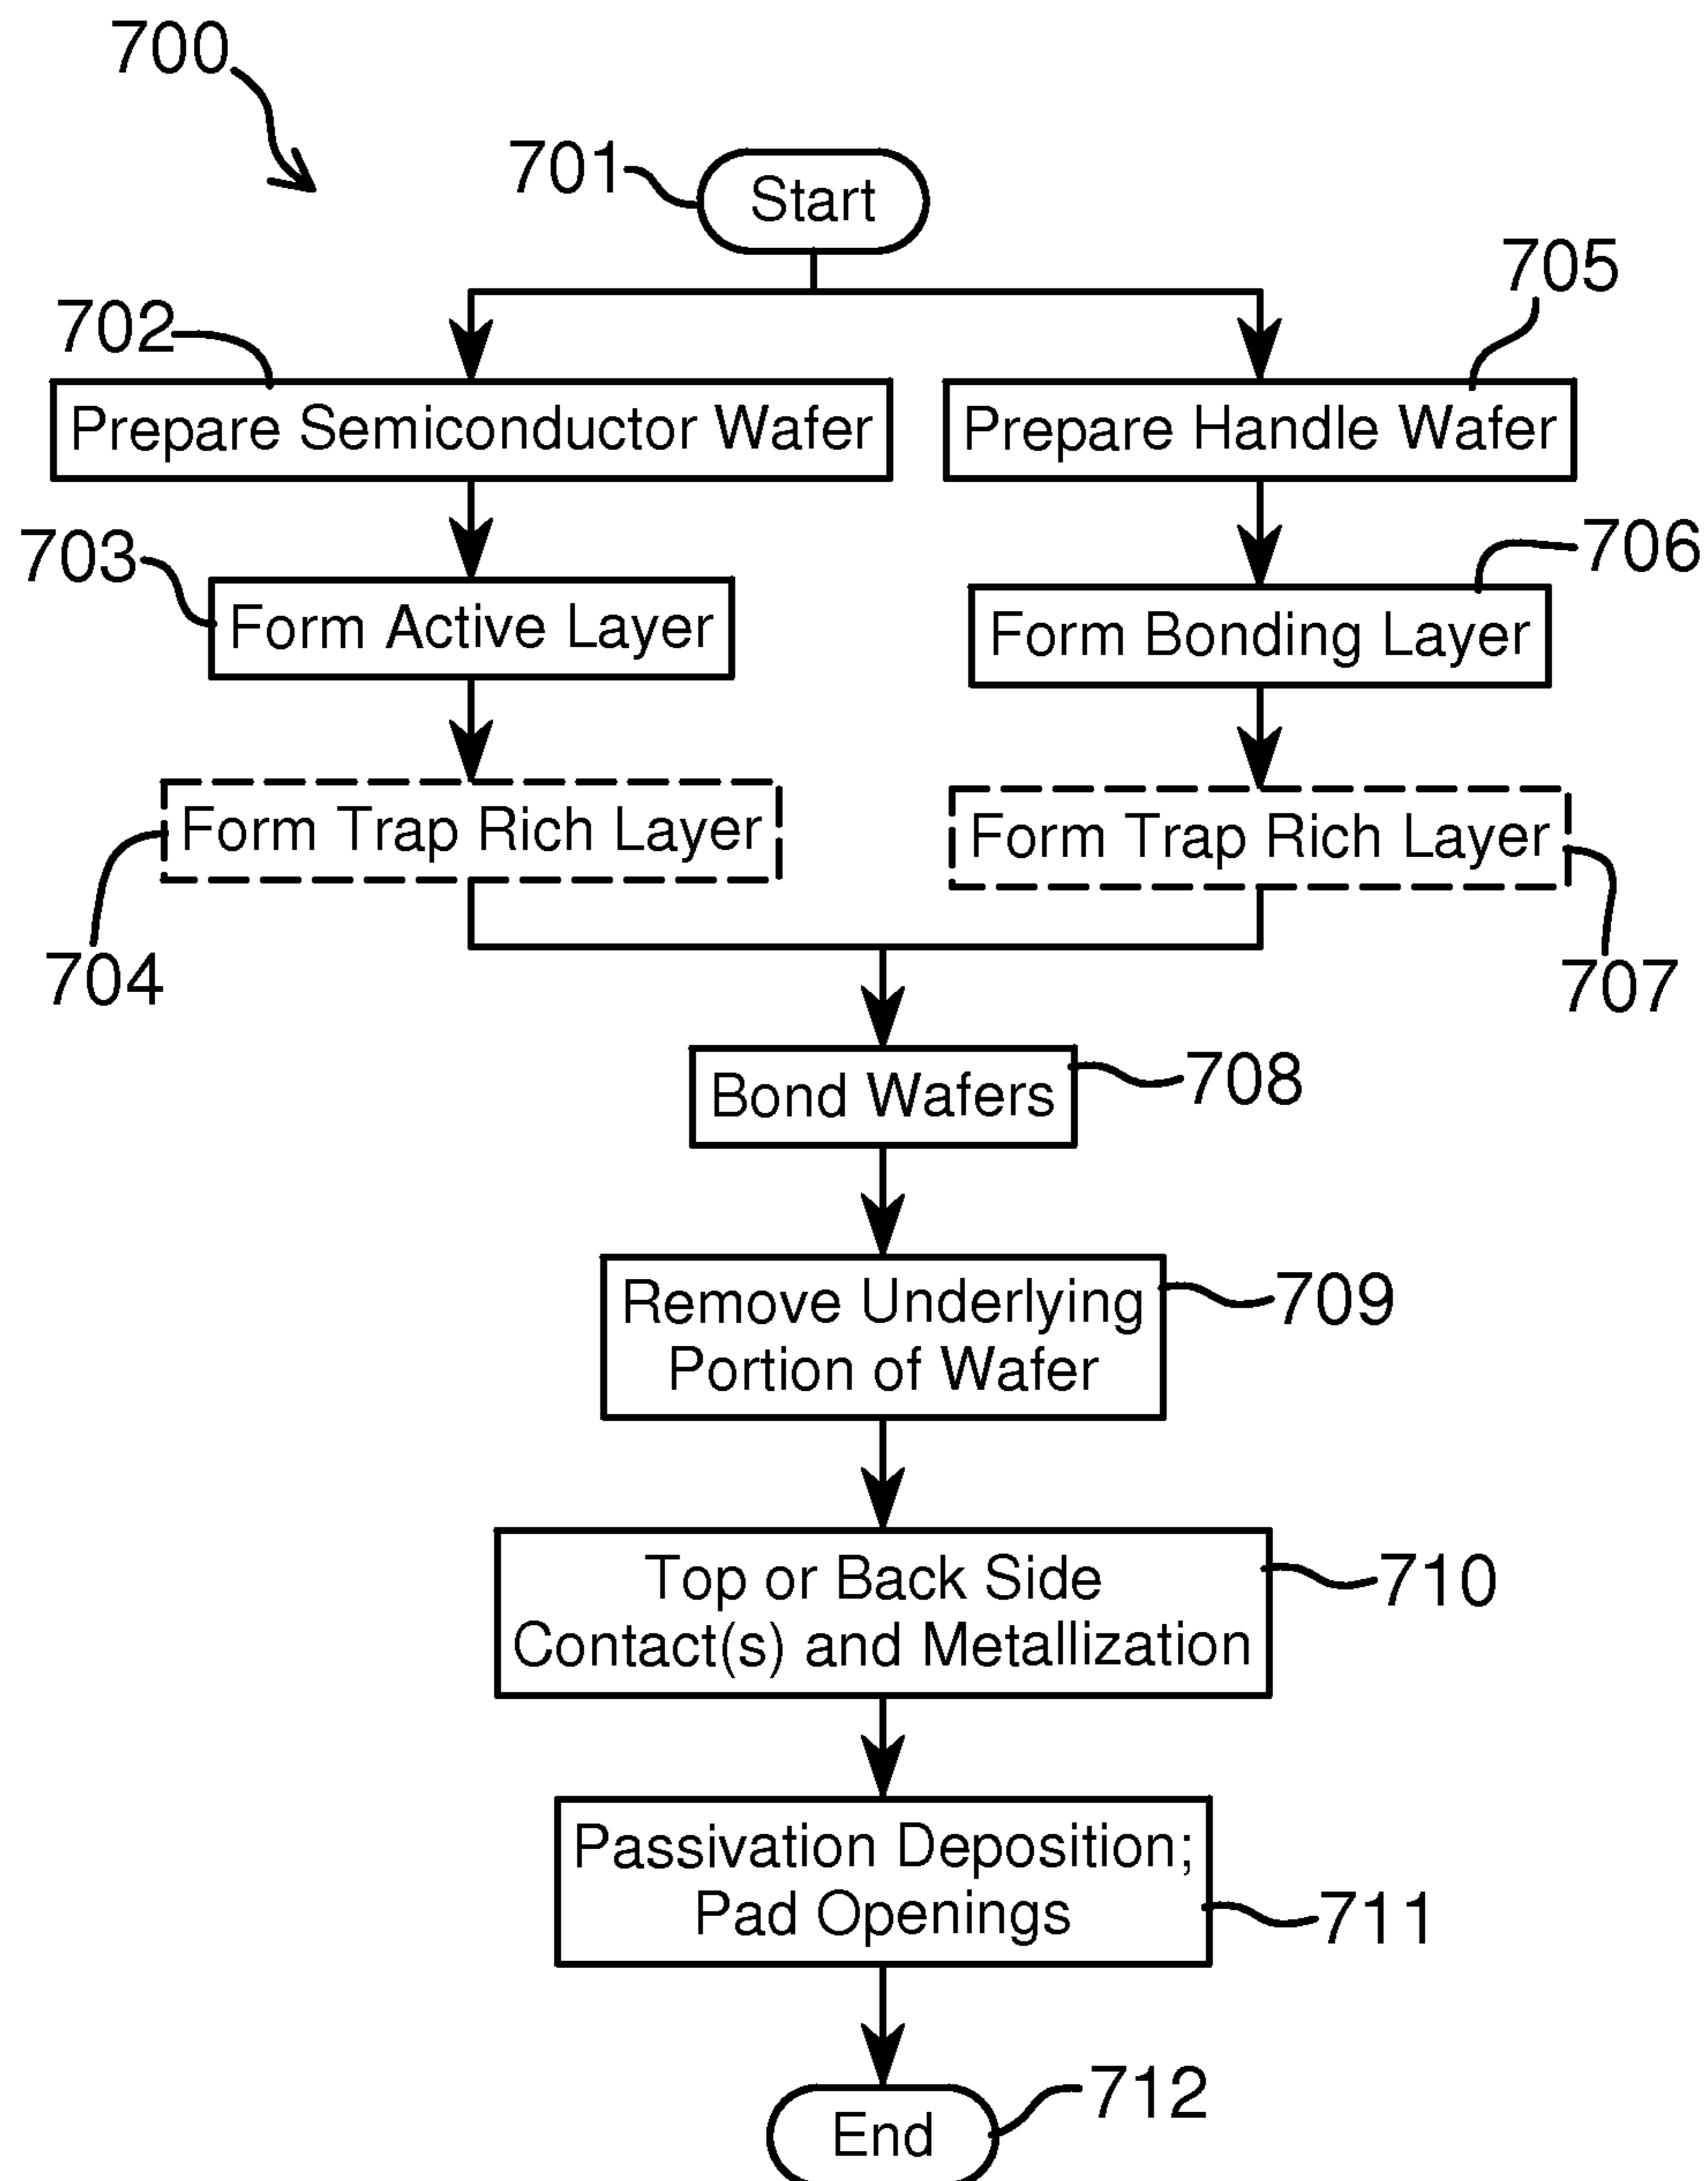 700
701
Start
705
702
Prepare Semiconductor Wafer
Prepare Handle Wafer
703
706
Form Active Layer
Form Bonding Layer
Form Trap Rich Layer
Form Trap Rich Layer
704
707
Bond Wafers
708
Remove Underlying
Portion of Wafer
709
Top or Back Side
Contact(s) and Metallization
710
Passivation Deposition;
Pad Openings
711
712
End